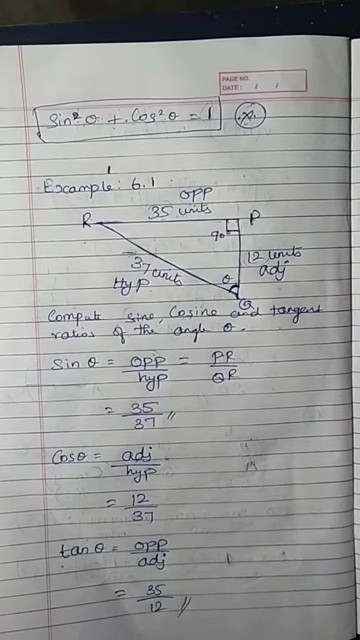 PAGE NO.
DATE: / /
Sin²θ + Cos²θ = 1
Example: 6.1
OPP
35 units
R
P
90
12 units
adj
37 units
Hyp
θ
Q
Compute sine, Cosine and tangent
ratios of the angle θ.
Sin θ = OPP/hyp = PR/QR
= 35/37 //
Cosθ = adj/hyp
= 12/37
tan θ = OPP/adj
= 35/12 //